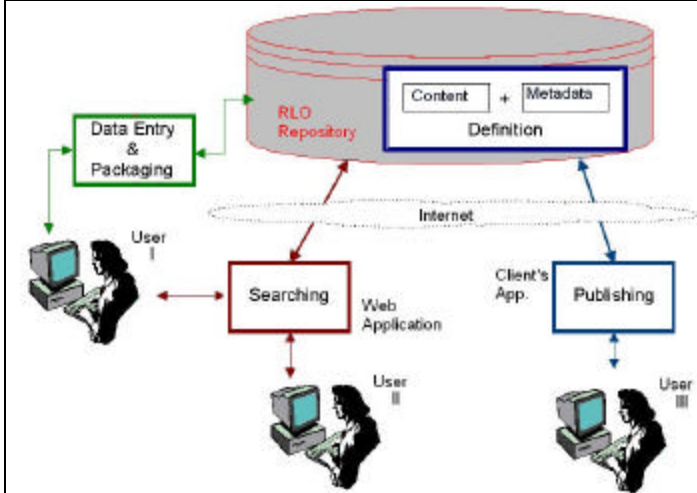 Content + Metadata
Definition
RLO
Repository
Data Entry
&
Packaging
Internet
User
I
Searching
Web
Application
Client's
App.
Publishing
User
II
User
III